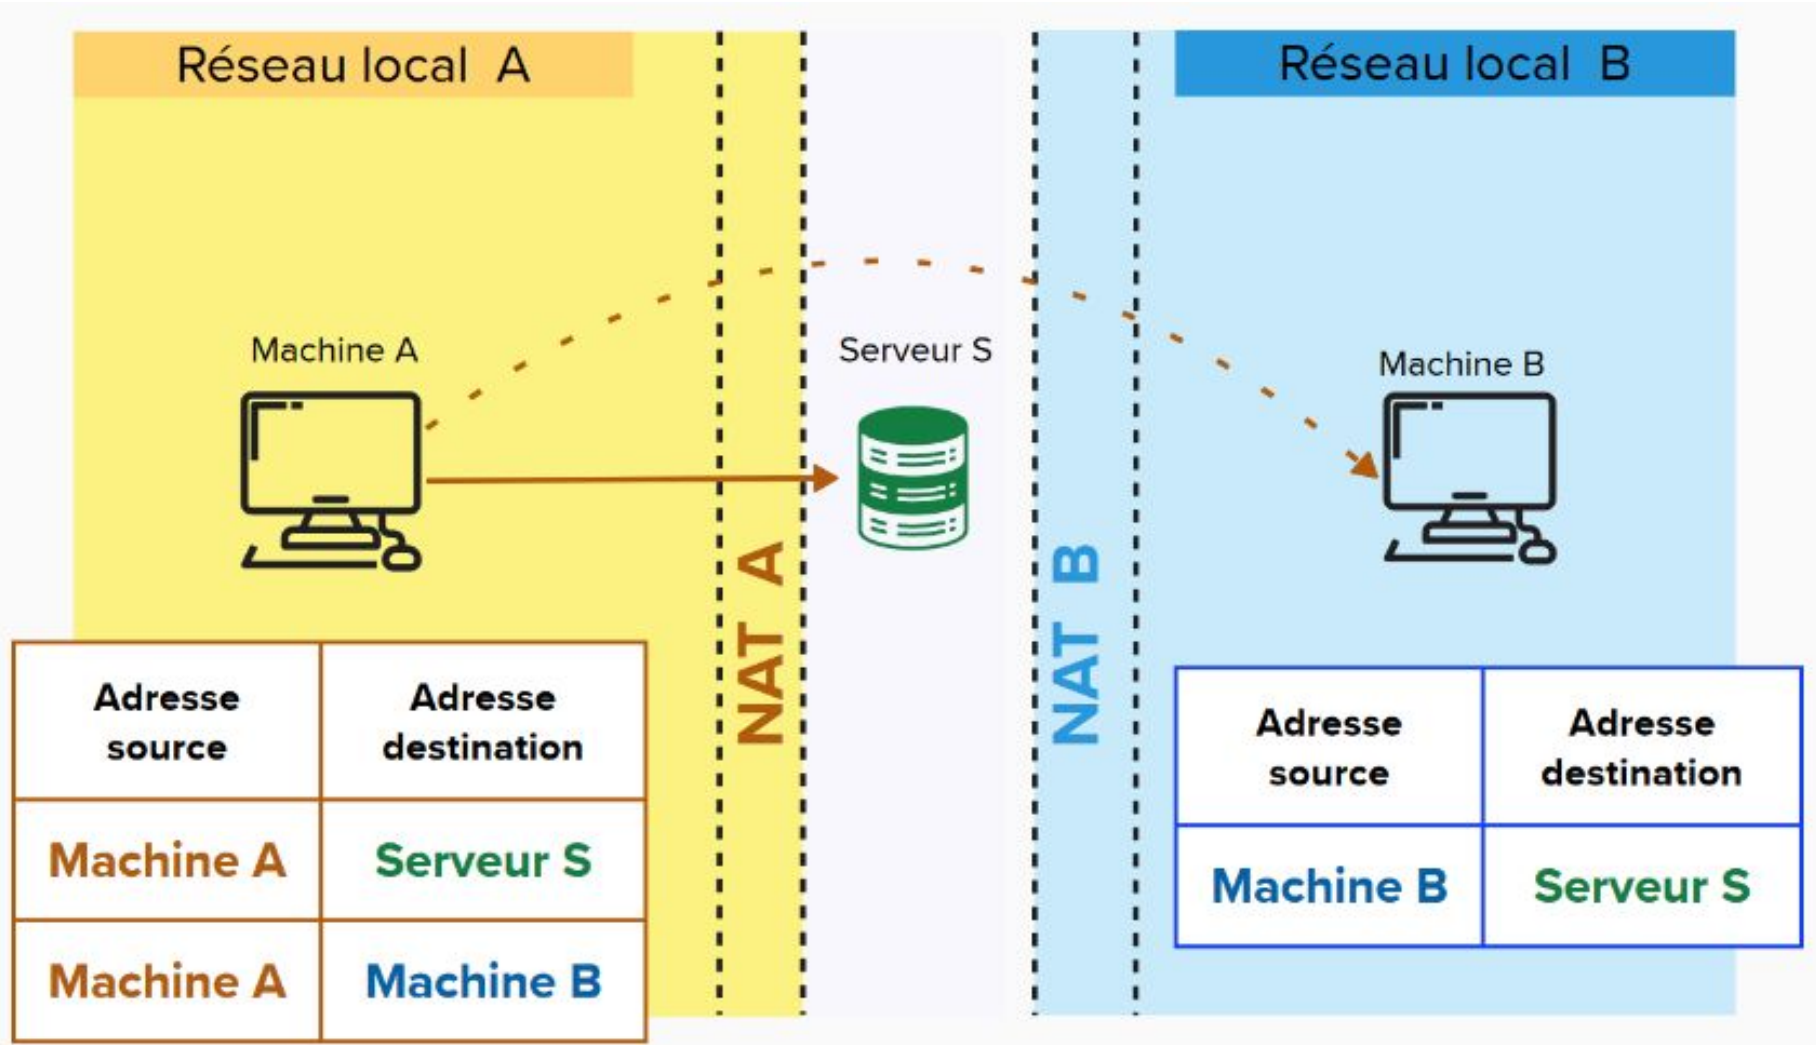 Réseau local A
Réseau local B
Machine A
Serveur S
Machine B
NAT A
NAT B
Adresse source
Adresse destination
Machine A
Serveur S
Machine A
Machine B
Adresse source
Adresse destination
Machine B
Serveur S